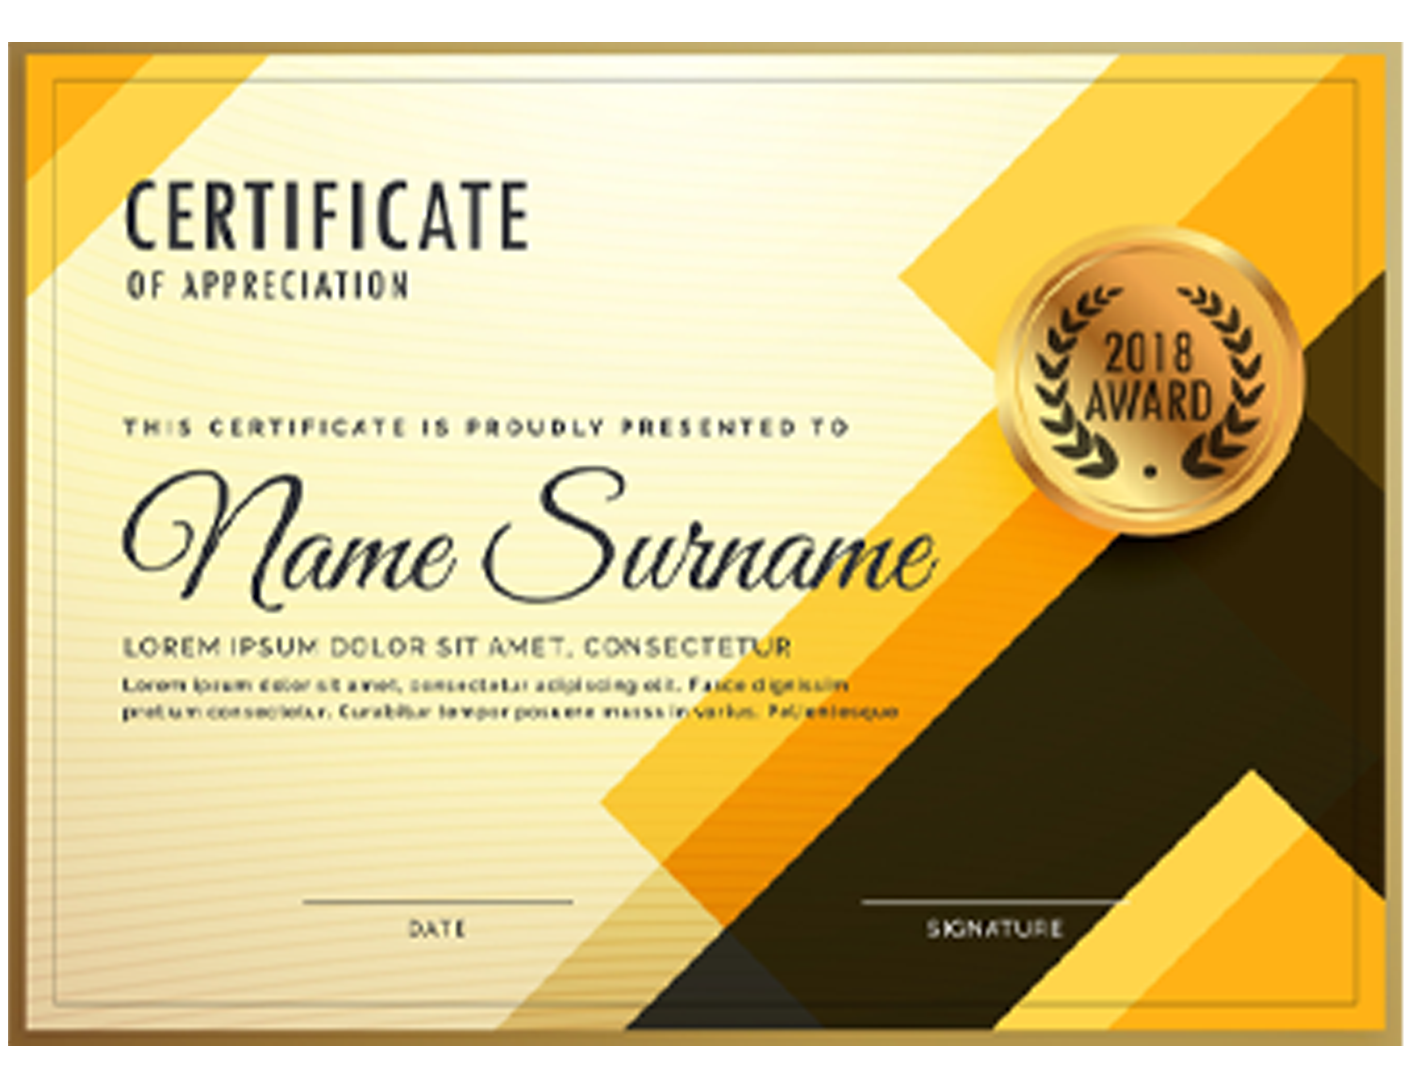 CERTIFICATE
OF APPRECIATION
2018
AWARD
THIS CERTIFICATE IS PROUDLY PRESENTED TO
Name Surname
LOREM IPSUM DOLOR SIT AMET, CONSECTETUR
Lorem ipsum dolor sit amet, consectetur adipiscing elit. Fusce dignissim
pretium consectetur. Curabitur tempor posuere massa in varius. Pellentesque
DATE
SIGNATURE